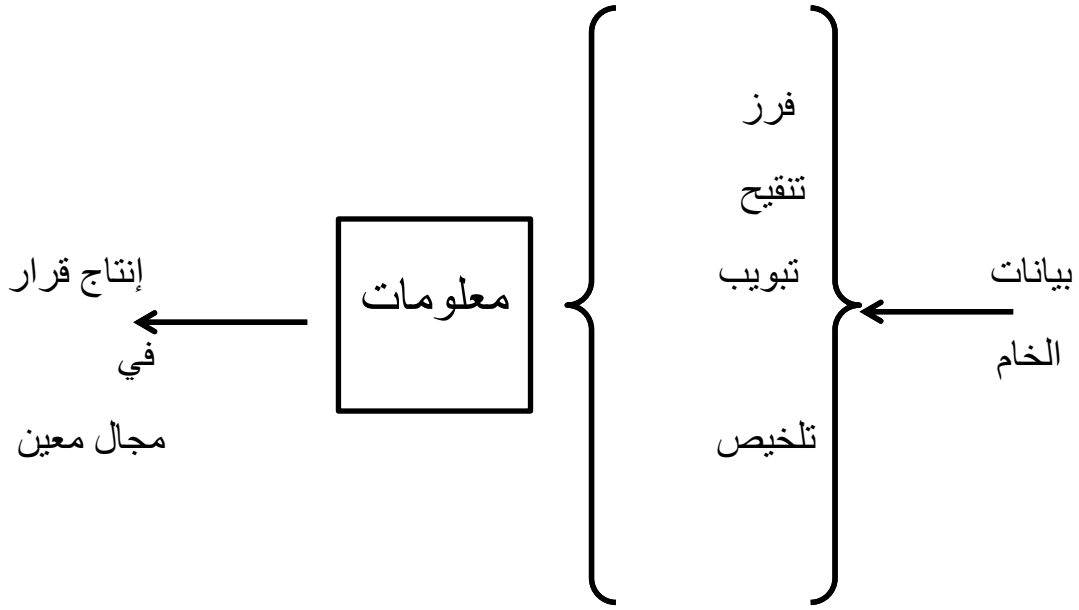 بيانات
الخام
فرز
تنقيح
تبويب
تلخيص
معلومات
إنتاج قرار
في
مجال معين